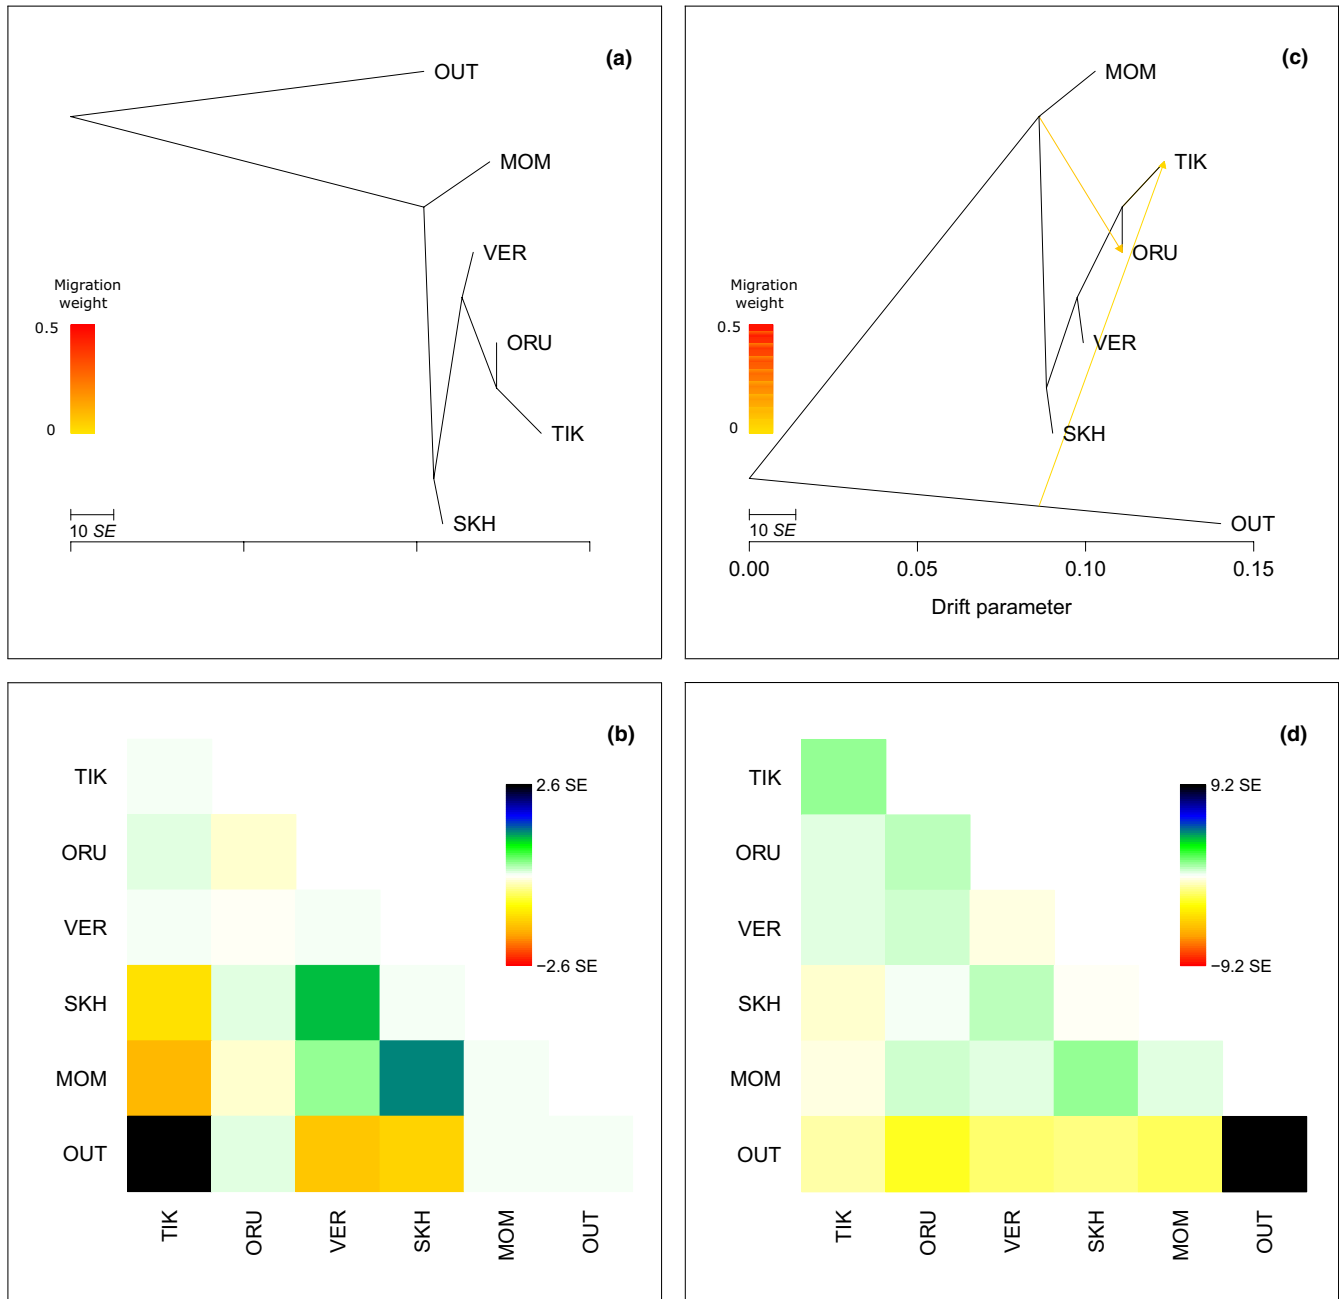 (a)
OUT
MOM
VER
ORU
TIK
SKH
Migration
weight
0.5
0
10 SE
(c)
MOM
TIK
ORU
VER
SKH
OUT
Migration
weight
0.5
0
10 SE
0.00 0.05 0.10 0.15
Drift parameter
(b)
TIK
ORU
VER
SKH
MOM
OUT
2.6 SE
−2.6 SE
TIK ORU VER SKH MOM OUT
(d)
TIK
ORU
VER
SKH
MOM
OUT
9.2 SE
−9.2 SE
TIK ORU VER SKH MOM OUT